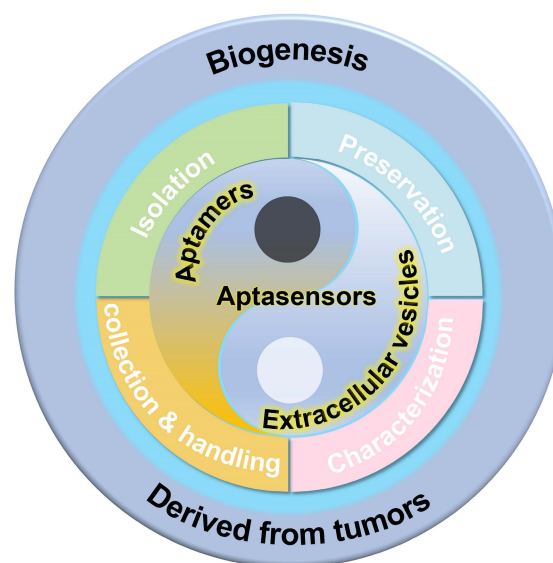 Biogenesis
Isolation
Preservation
Aptamers
Aptasensors
Extracellular vesicles
collection & handling
Characterization
Derived from tumors